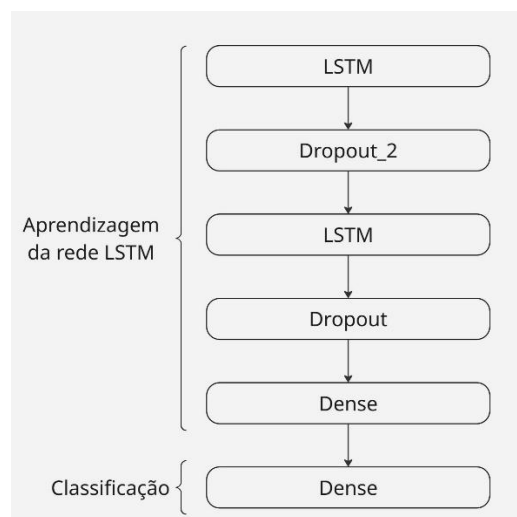 LSTM
Dropout_2
Aprendizagem
da rede LSTM
LSTM
Dropout
Dense
Classificação
Dense